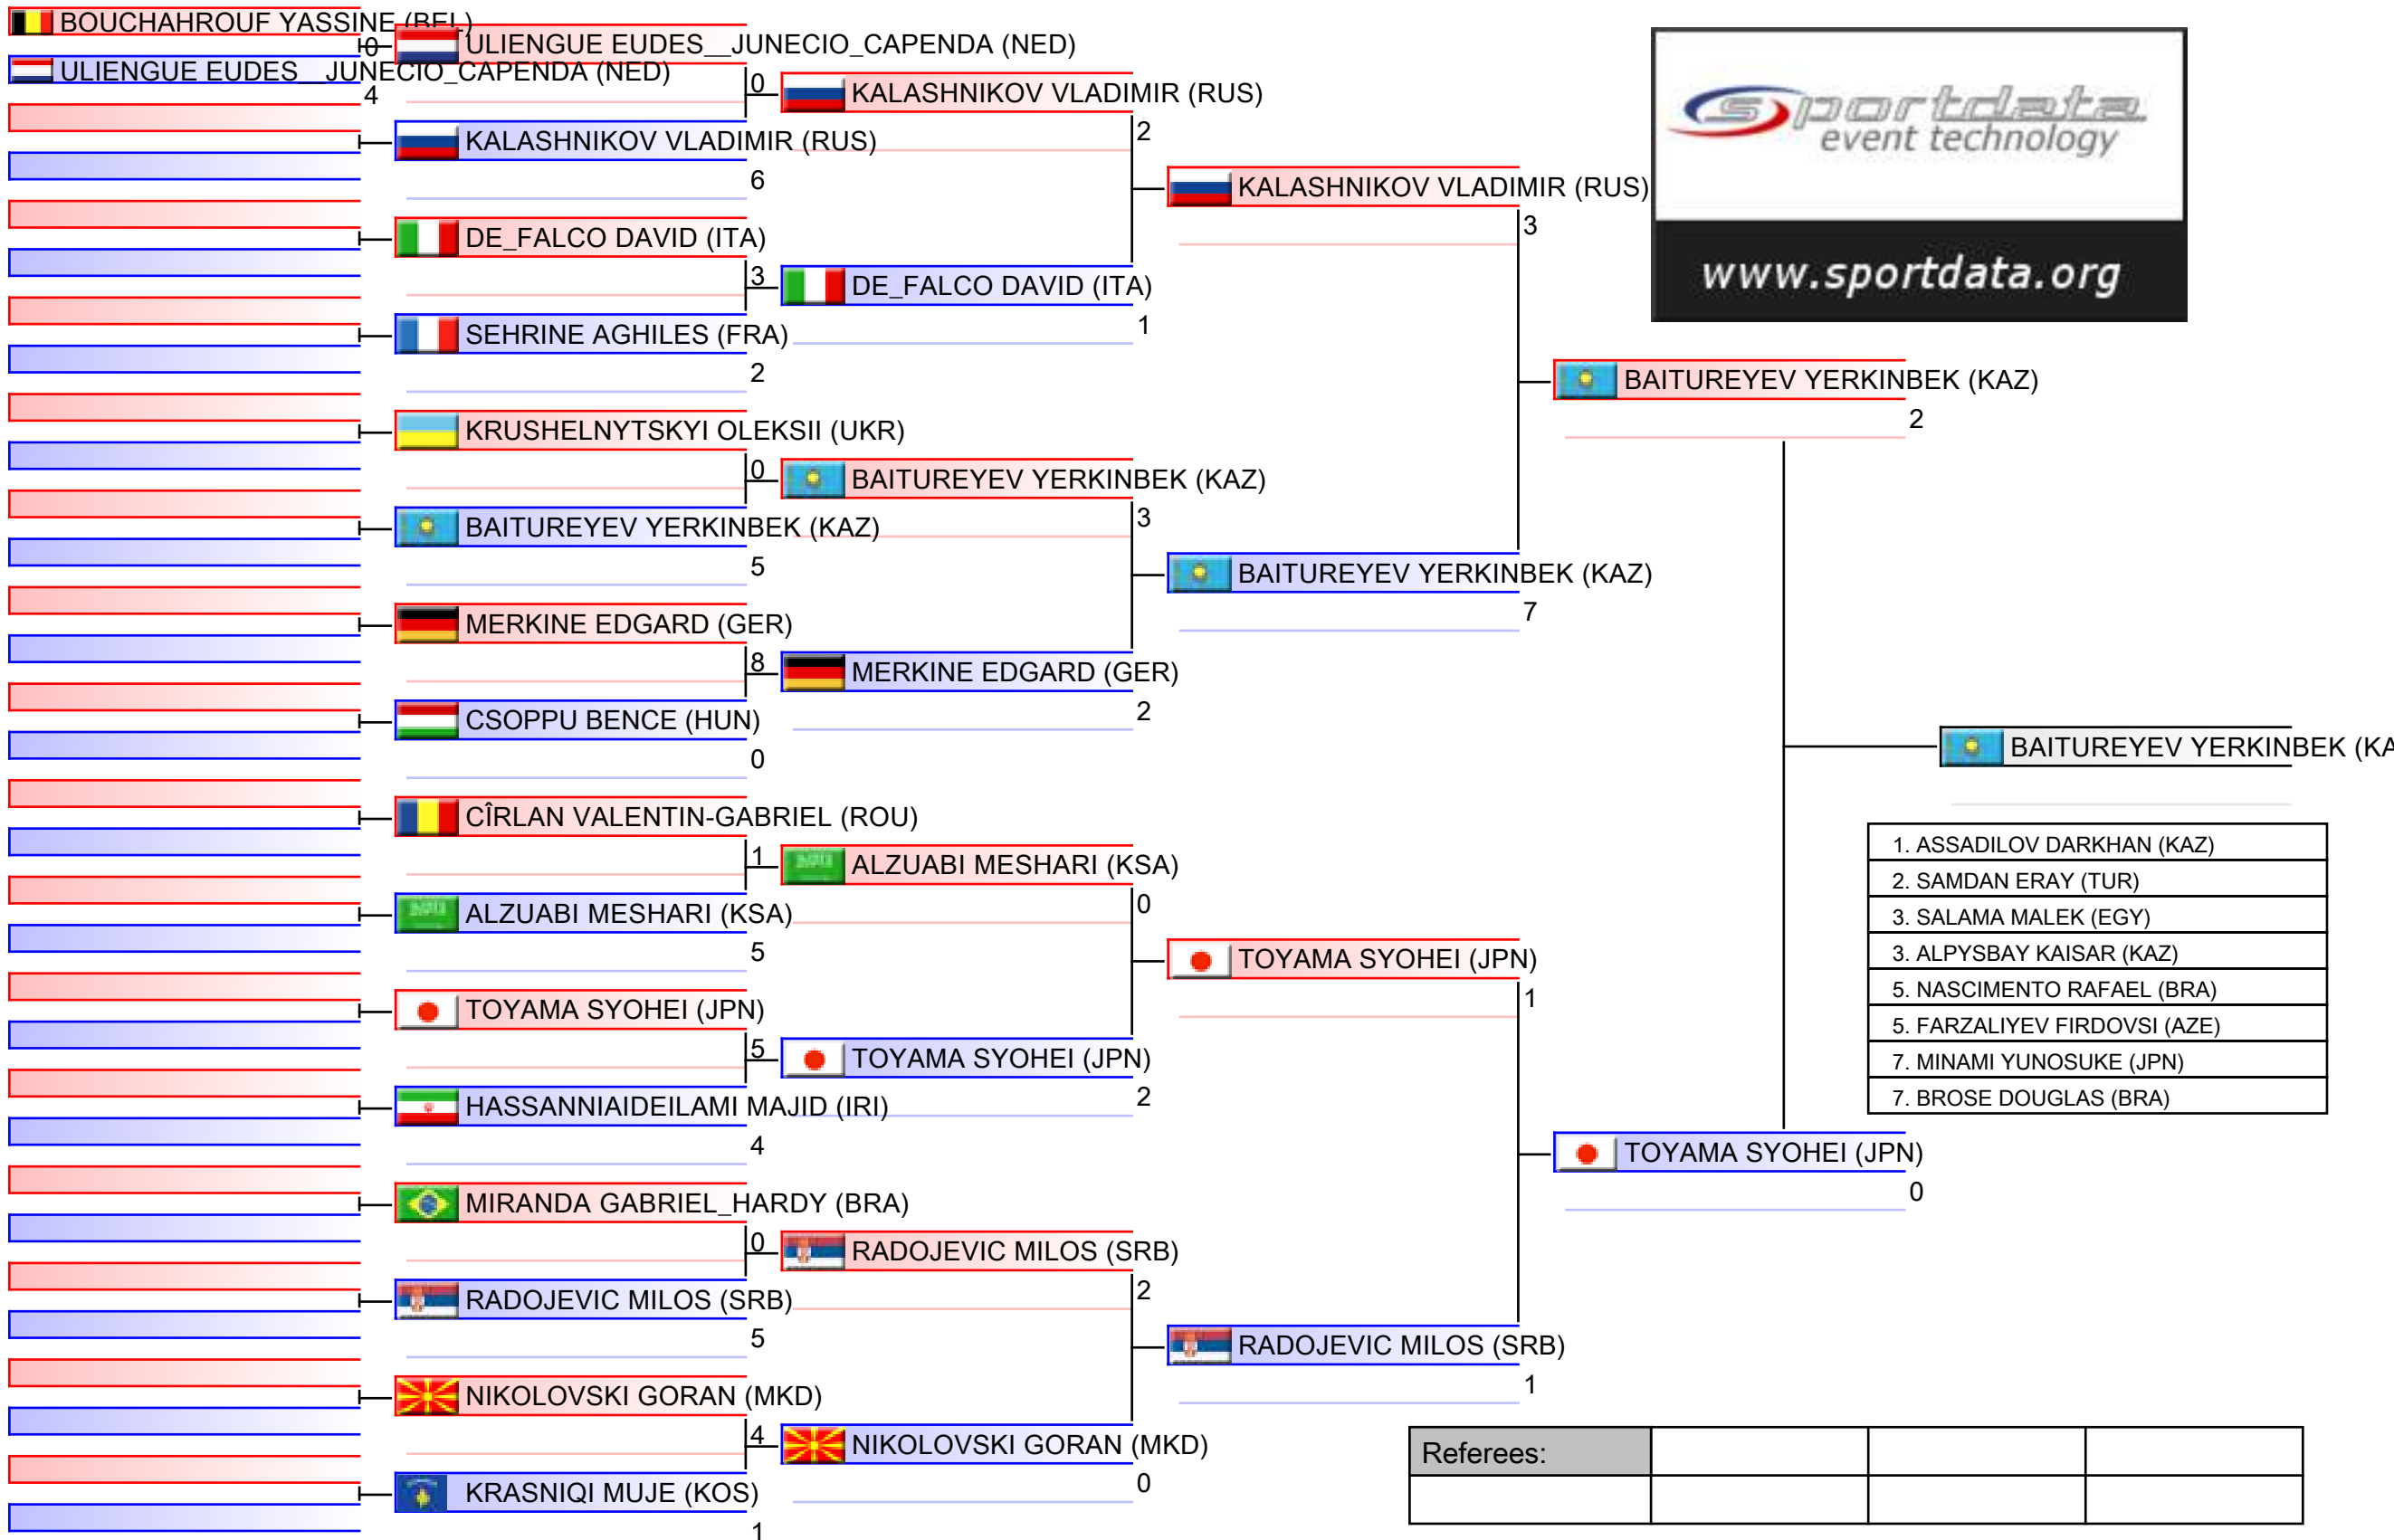 BOUCHAHROUF YASSINE (BEL)
0
ULIENGUE EUDES__JUNECIO_CAPENDA (NED)
4
ULIENGUE EUDES__JUNECIO_CAPENDA (NED)
0
KALASHNIKOV VLADIMIR (RUS)
6
DE_FALCO DAVID (ITA)
3
SEHRINE AGHILES (FRA)
2
KRUSHELNYTSKYI OLEKSII (UKR)
0
BAITUREYEV YERKINBEK (KAZ)
5
MERKINE EDGARD (GER)
8
CSOPPU BENCE (HUN)
0
CÎRLAN VALENTIN-GABRIEL (ROU)
1
ALZUABI MESHARI (KSA)
5
TOYAMA SYOHEI (JPN)
5
HASSANNIAIDEILAMI MAJID (IRI)
4
MIRANDA GABRIEL_HARDY (BRA)
0
RADOJEVIC MILOS (SRB)
5
NIKOLOVSKI GORAN (MKD)
4
KRASNIQI MUJE (KOS)
1
KALASHNIKOV VLADIMIR (RUS)
2
DE_FALCO DAVID (ITA)
1
BAITUREYEV YERKINBEK (KAZ)
3
MERKINE EDGARD (GER)
2
ALZUABI MESHARI (KSA)
0
TOYAMA SYOHEI (JPN)
2
RADOJEVIC MILOS (SRB)
2
NIKOLOVSKI GORAN (MKD)
0
KALASHNIKOV VLADIMIR (RUS)
3
BAITUREYEV YERKINBEK (KAZ)
7
TOYAMA SYOHEI (JPN)
1
RADOJEVIC MILOS (SRB)
1
BAITUREYEV YERKINBEK (KAZ)
2
TOYAMA SYOHEI (JPN)
0
BAITUREYEV YERKINBEK (KA
sportdata
event technology
www.sportdata.org
1. ASSADILOV DARKHAN (KAZ)
2. SAMDAN ERAY (TUR)
3. SALAMA MALEK (EGY)
3. ALPYSBAY KAISAR (KAZ)
5. NASCIMENTO RAFAEL (BRA)
5. FARZALIYEV FIRDOVSI (AZE)
7. MINAMI YUNOSUKE (JPN)
7. BROSE DOUGLAS (BRA)
Referees: